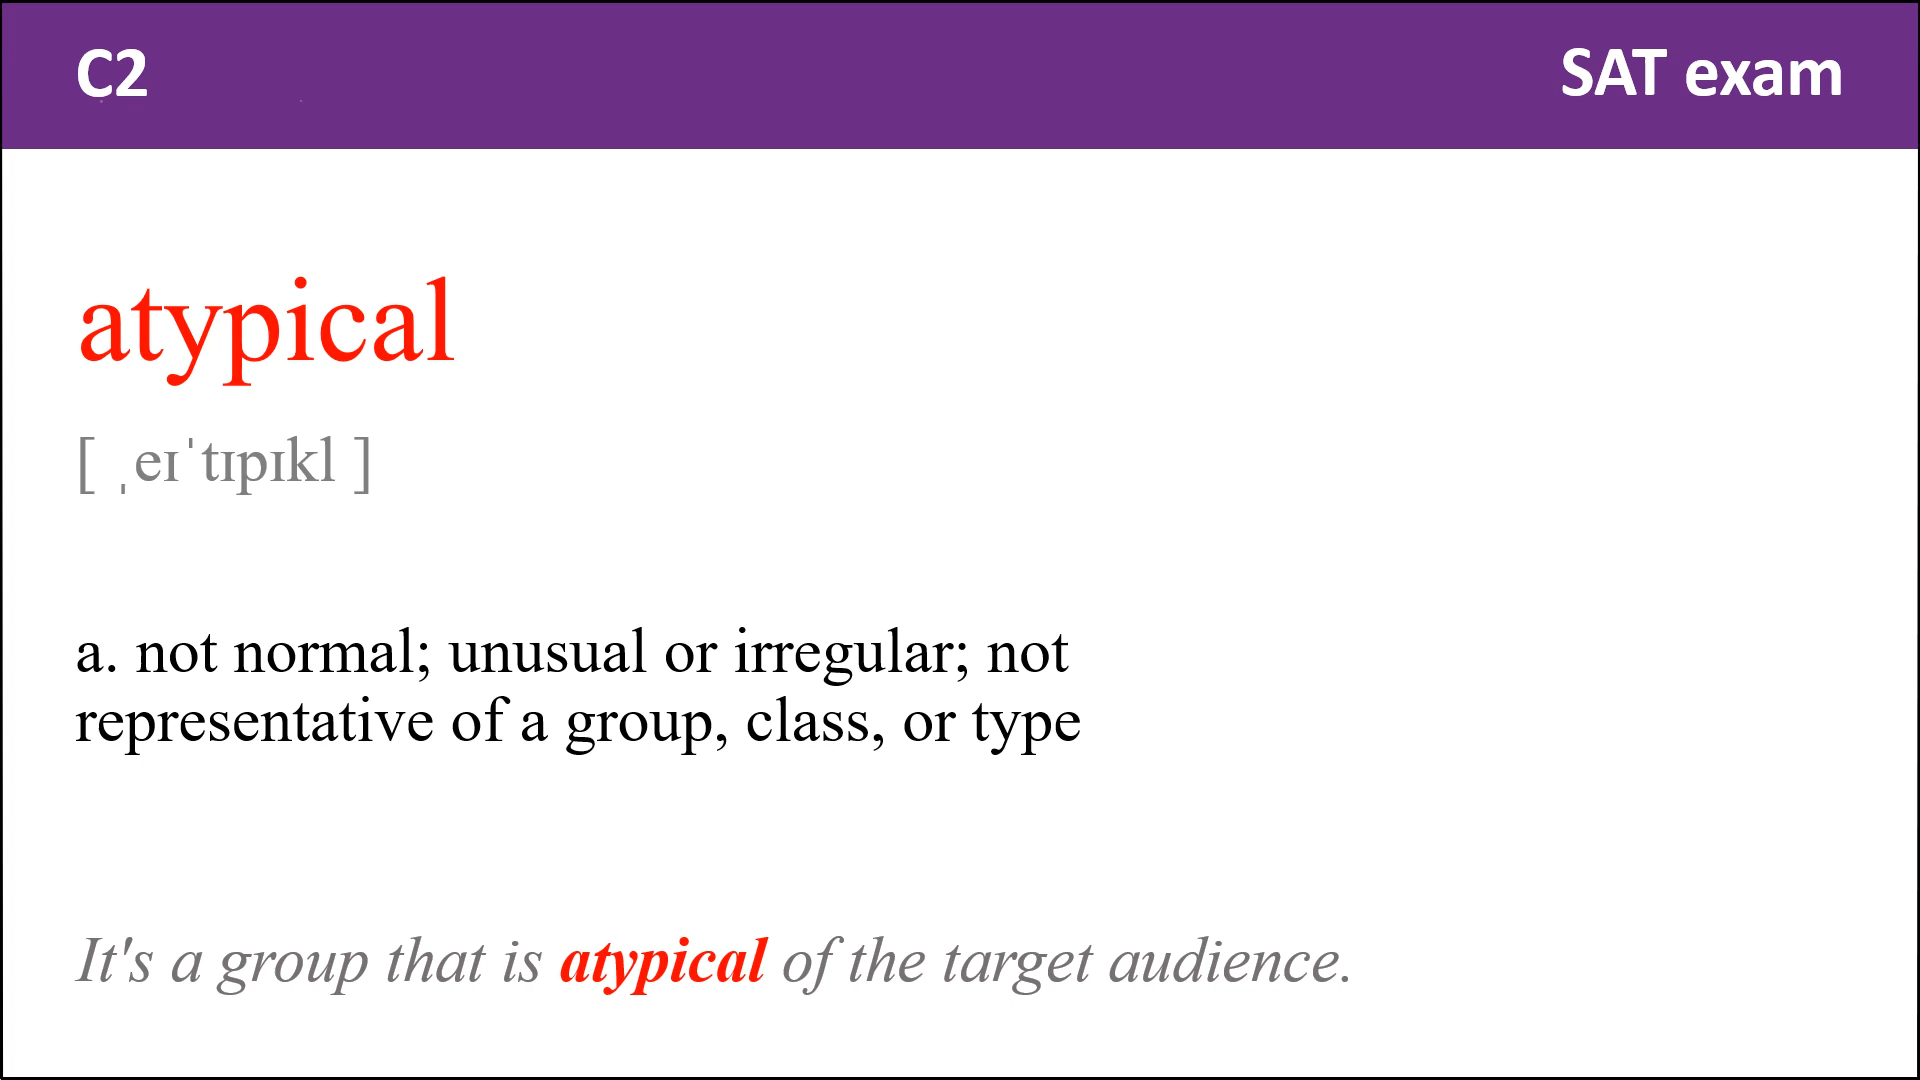 C2 SAT exam
atypical
[ ˌeɪˈtɪpɪkl ]
a. not normal; unusual or irregular; not
representative of a group, class, or type
It's a group that is atypical of the target audience.